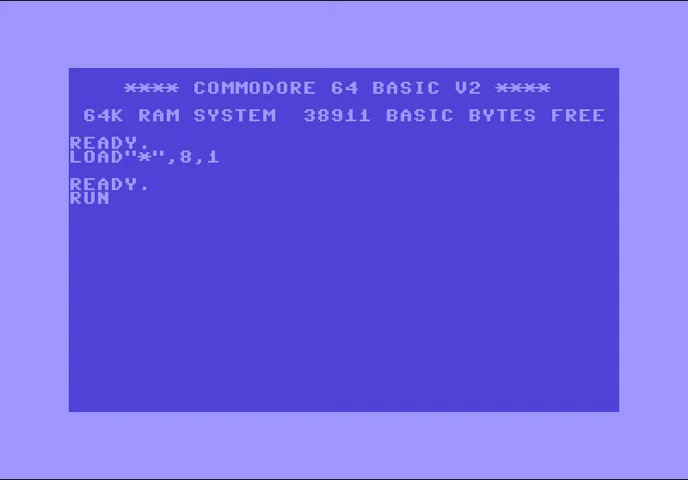 **** COMMODORE 64 BASIC V2 ****
64K RAM SYSTEM  38911 BASIC BYTES FREE
READY.
LOAD"*",8,1
READY.
RUN